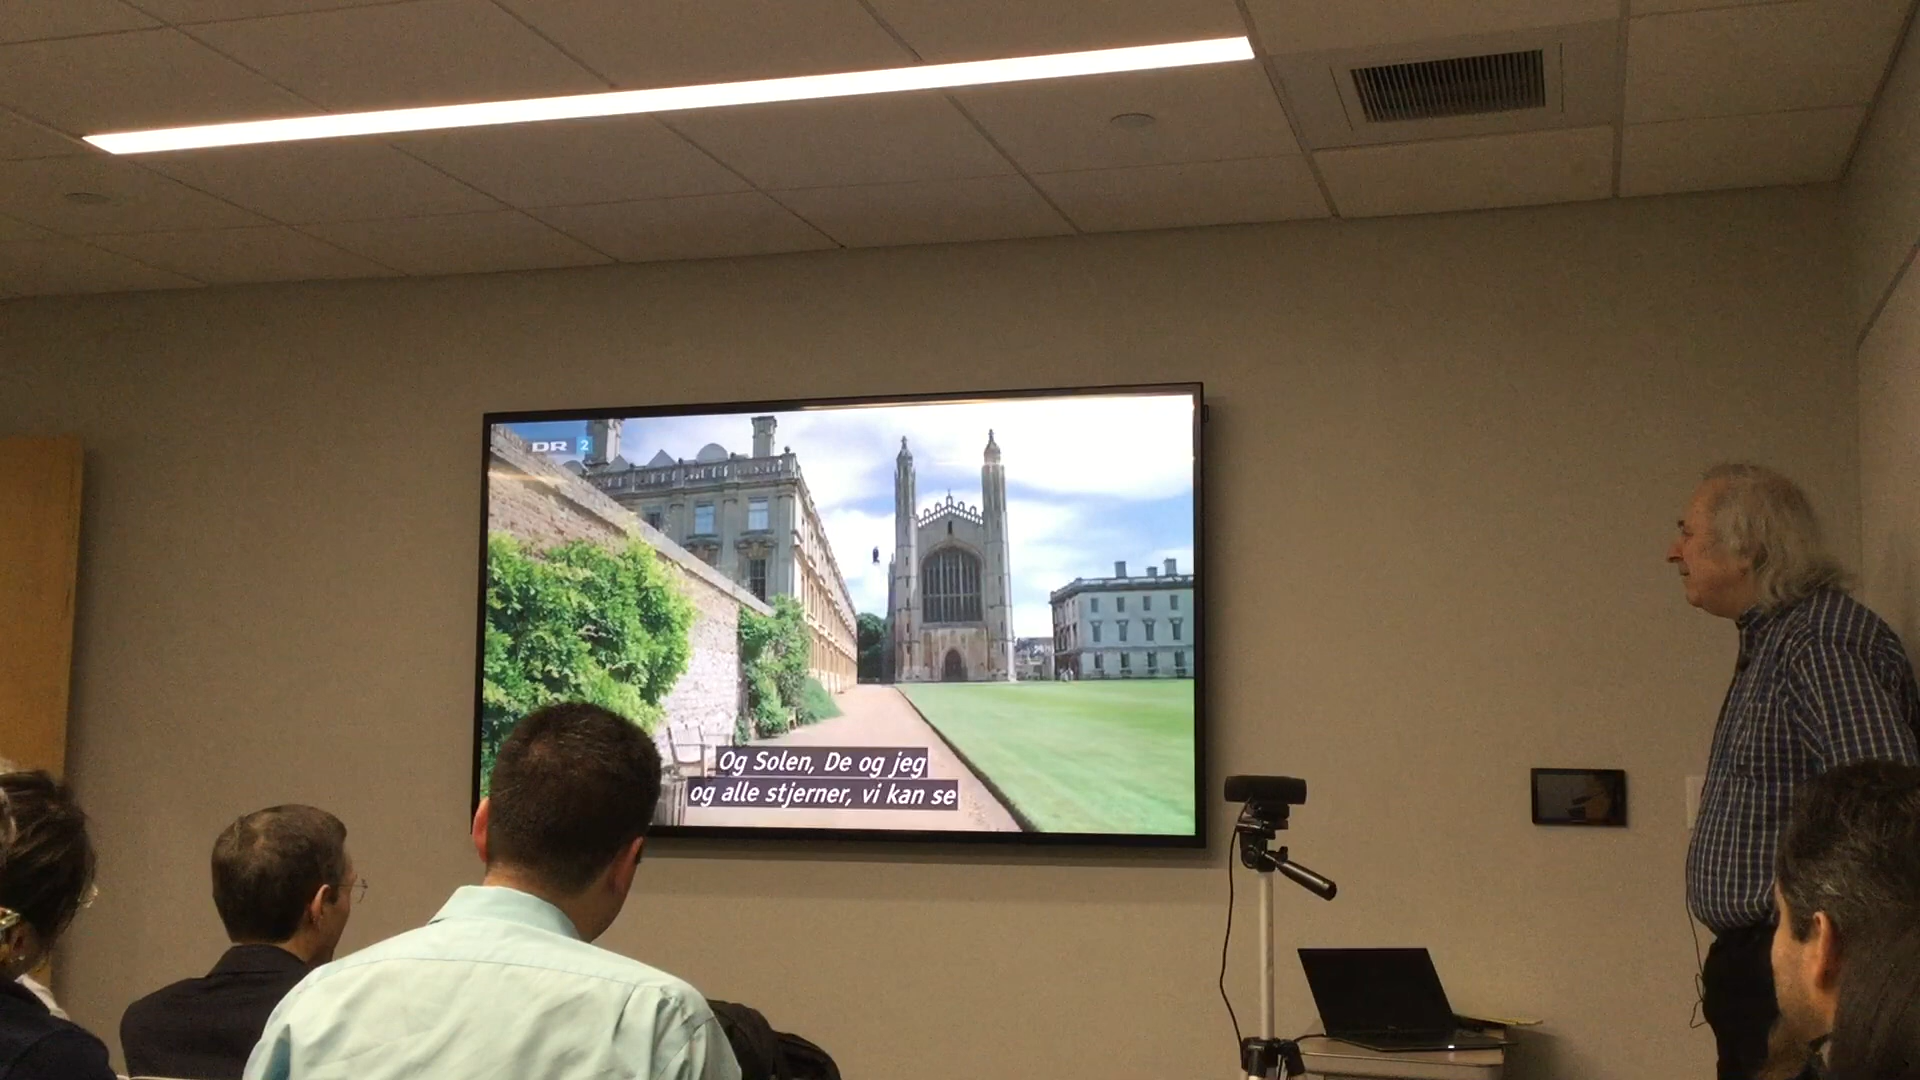 DR 2
Og Solen, De og jeg
og alle stjerner, vi kan se